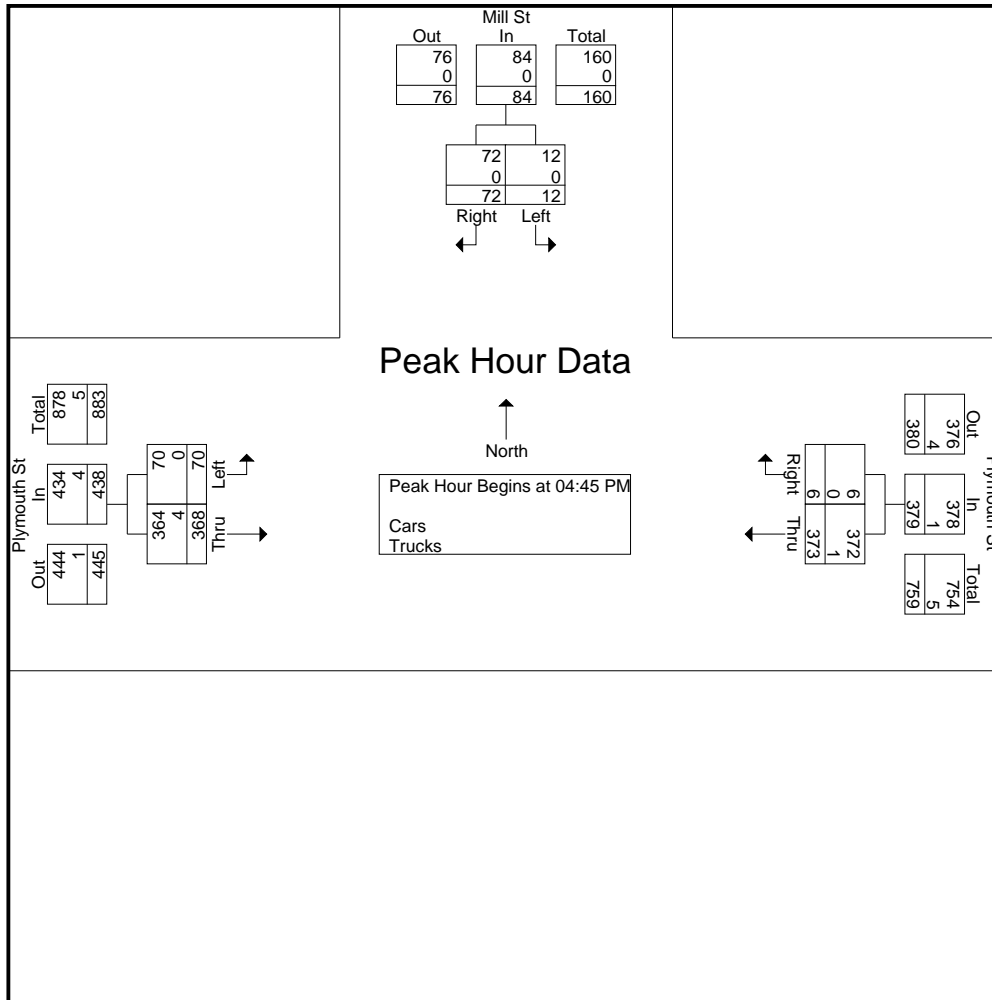 Mill St
Out In Total
76 84 160
0 0 0
76 84 160
72 12
0 0
72 12
Right Left
Peak Hour Data
North
Peak Hour Begins at 04:45 PM
Cars
Trucks
Plymouth St
Out In Total
444 434 878
1 4 5
445 438 883
364 70
4 0
368 70
Thru Left
Plymouth St
Out In Total
376 378 754
4 1 5
380 379 759
6 372
0 1
6 373
Right Thru